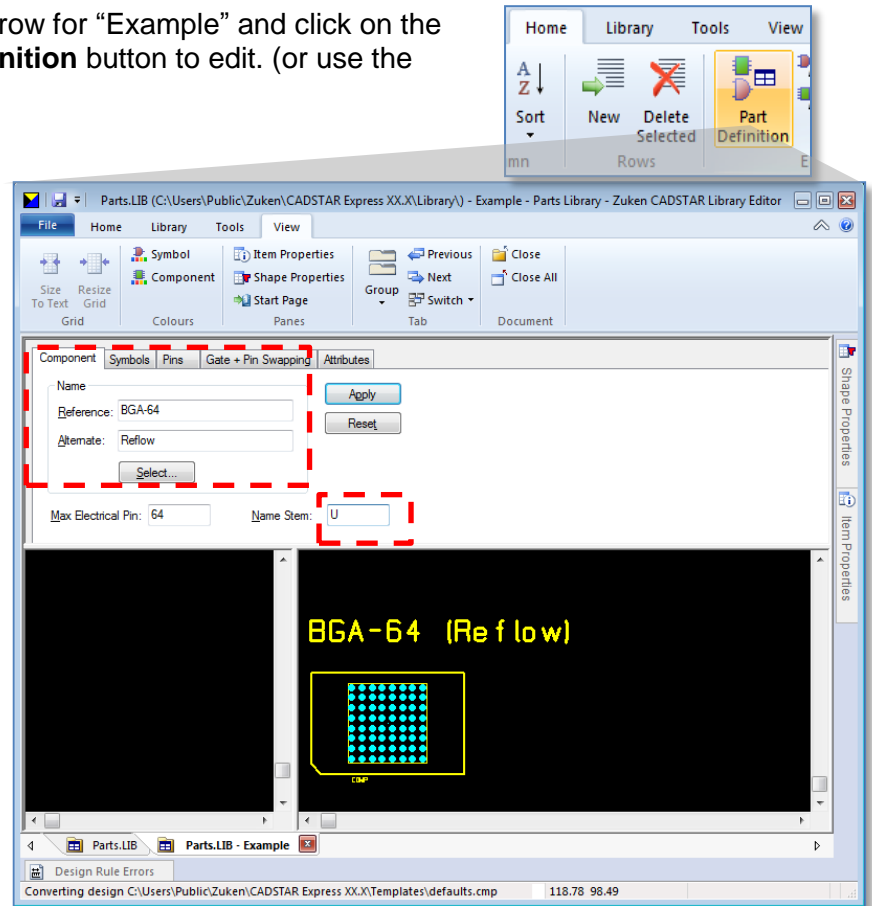 row for “Example” and click on the
nition button to edit. (or use the
Home Library Tools View
Sort New Delete Selected Part Definition
mn Rows E
Parts.LIB (C:\Users\Public\Zuken\CADSTAR Express XX.X\Library\) - Example - Parts Library - Zuken CADSTAR Library Editor
File Home Library Tools View
Symbol Item Properties Previous Close
Component Shape Properties Next Close All
Size To Text Resize Grid Start Page Group Switch
Grid Colours Panes Tab Document
Component Symbols Pins Gate + Pin Swapping Attributes
Name
Apply
Reference: BGA-64
Reset
Alternate: Reflow
Select...
Max Electrical Pin: 64 Name Stem: U
Shape Properties
Item Properties
BGA-64 (Reflow)
COMP
Parts.LIB Parts.LIB - Example
Design Rule Errors
Converting design C:\Users\Public\Zuken\CADSTAR Express XX.X\Templates\defaults.cmp 118.78 98.49